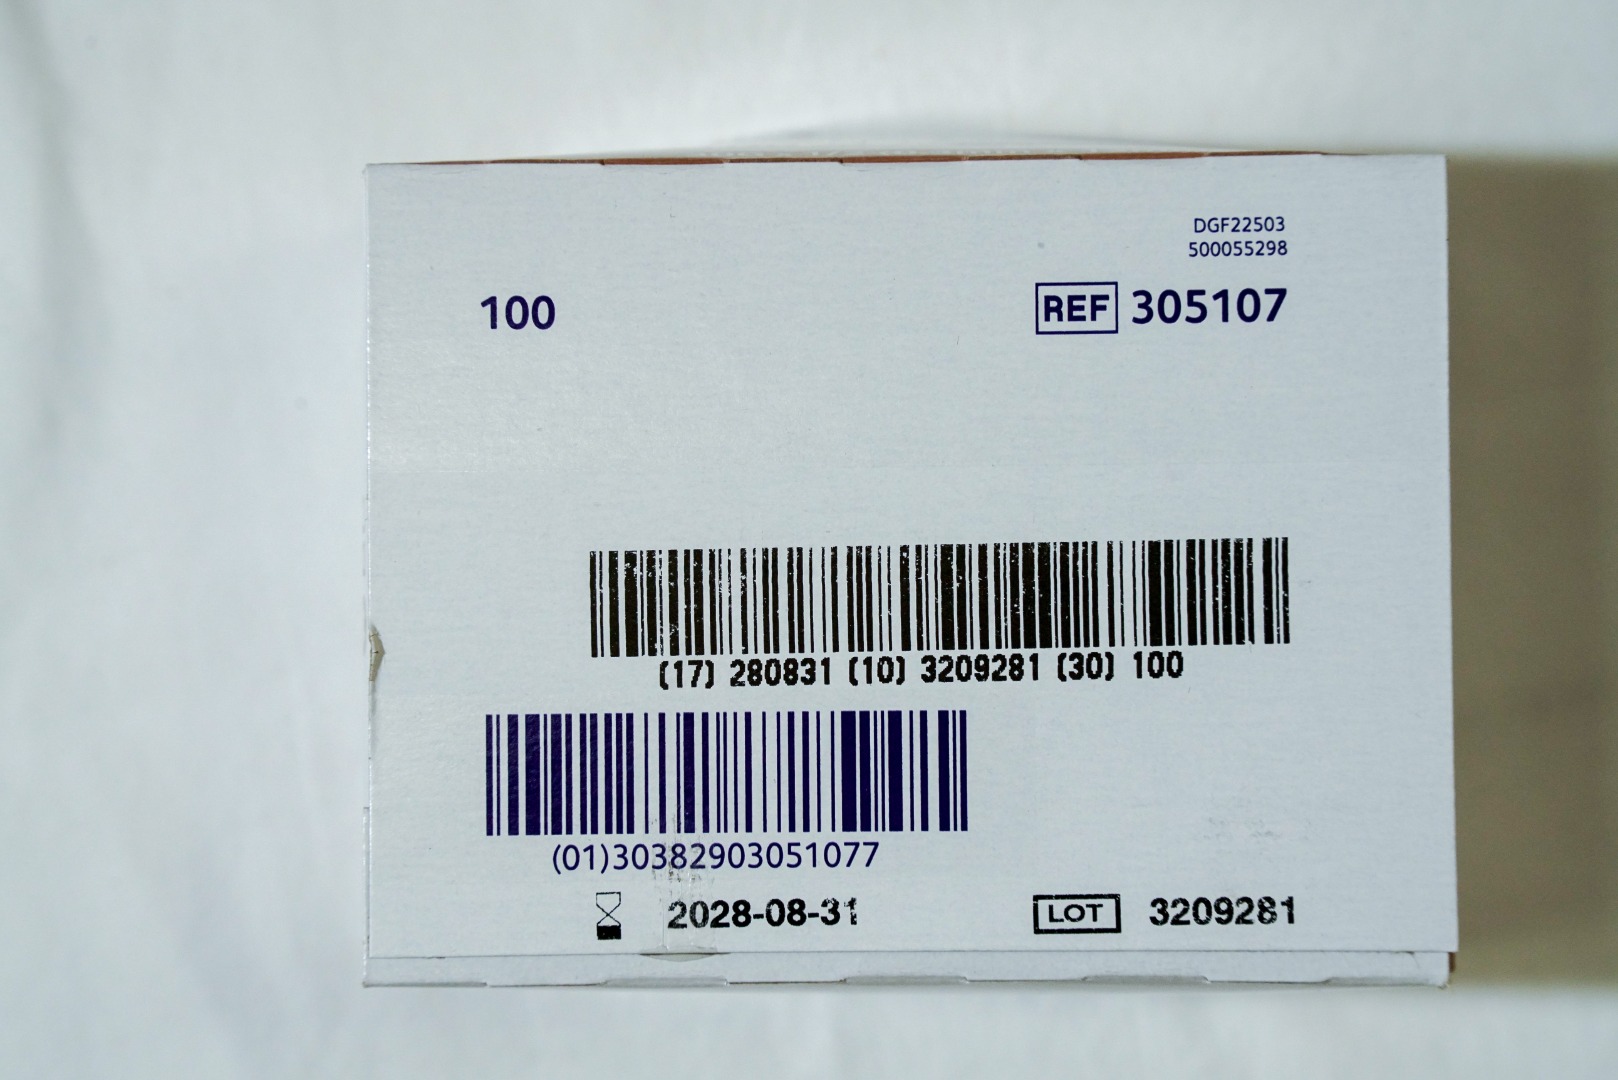 DGF22503
500055298
100
REF 305107
(17) 280831 (10) 3209281 (30) 100
(01)30382903051077
2028-08-31
LOT 3209281